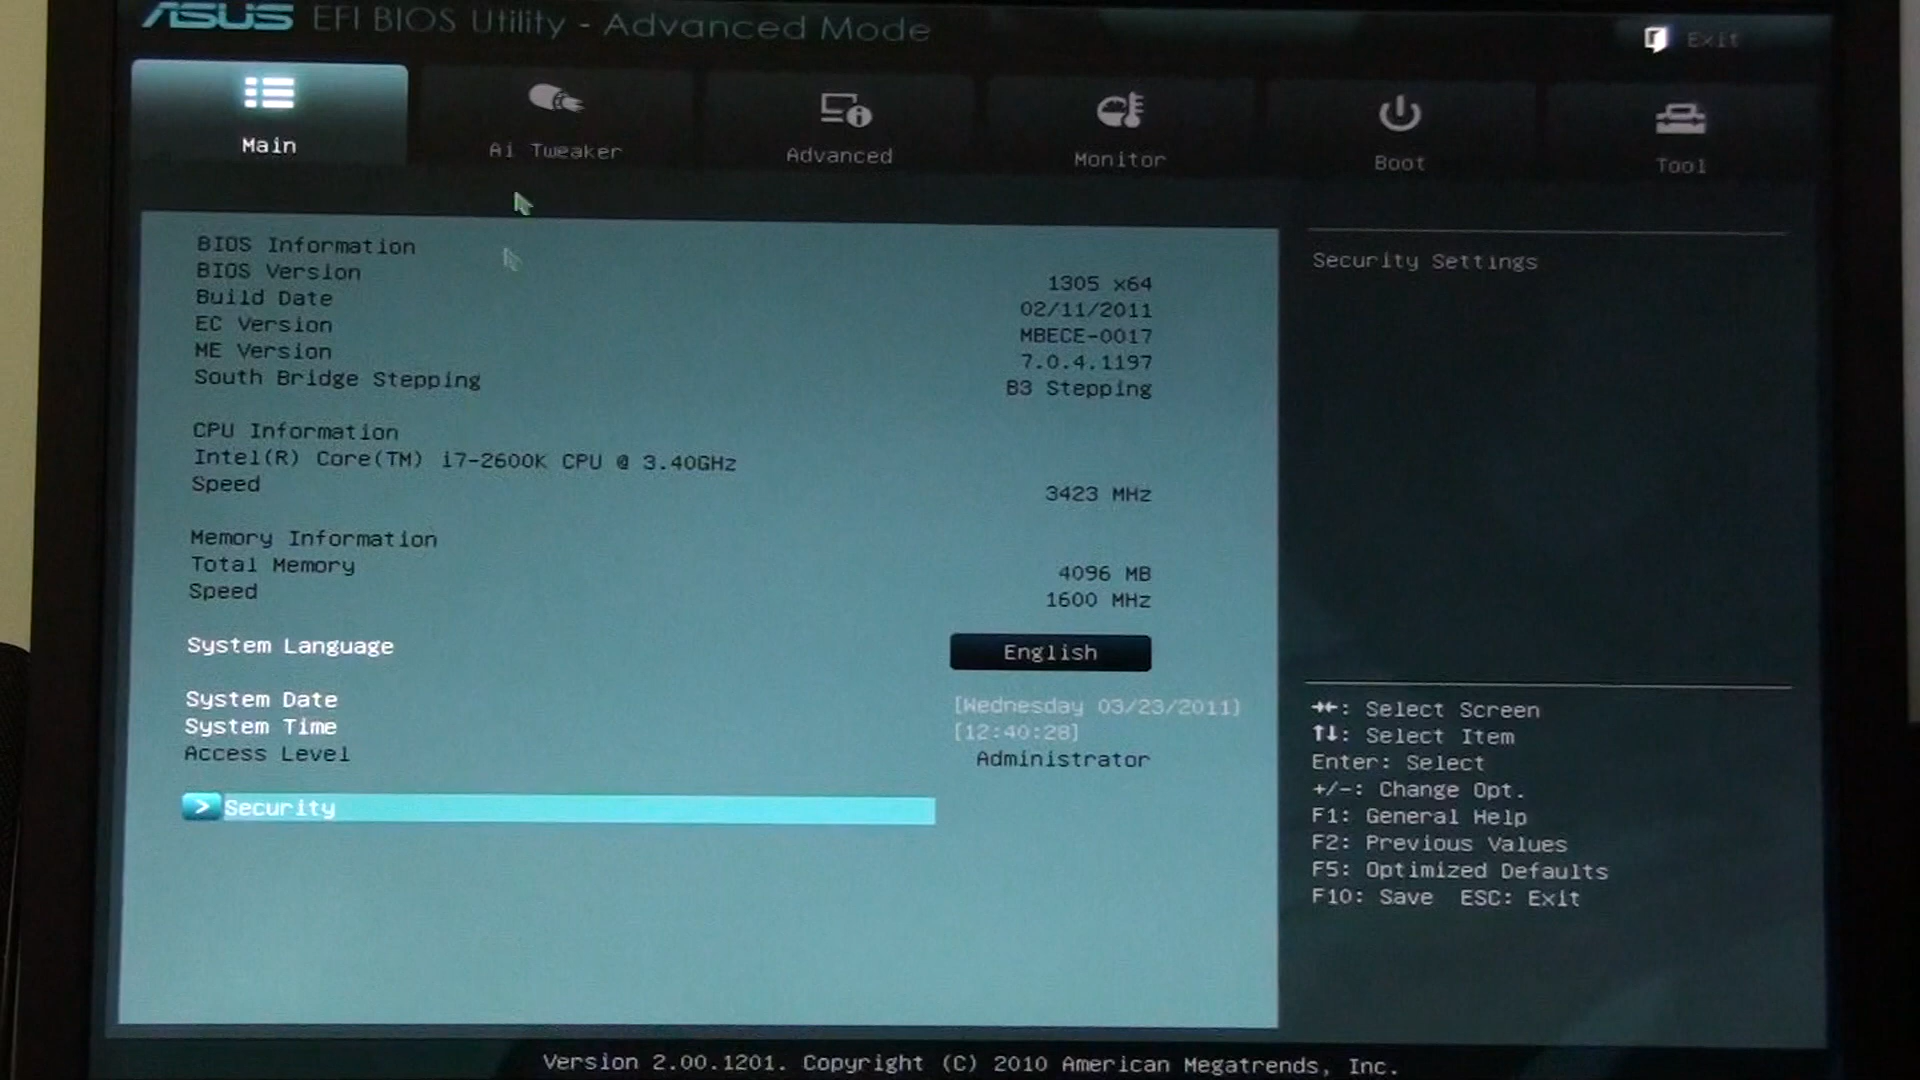 ASUS EFI BIOS Utility - Advanced Mode
Exit
Main
Ai Tweaker
Advanced
Monitor
Boot
Tool
BIOS Information
BIOS Version 1305 x64
Build Date 02/11/2011
EC Version MBECE-0017
ME Version 7.0.4.1197
South Bridge Stepping B3 Stepping
CPU Information
Intel(R) Core(TM) i7-2600K CPU @ 3.40GHz
Speed 3423 MHz
Memory Information
Total Memory 4096 MB
Speed 1600 MHz
System Language English
System Date [Wednesday 03/23/2011]
System Time [12:40:28]
Access Level Administrator
> Security
Security Settings
→←: Select Screen
↑↓: Select Item
Enter: Select
+/-: Change Opt.
F1: General Help
F2: Previous Values
F5: Optimized Defaults
F10: Save ESC: Exit
Version 2.00.1201. Copyright (C) 2010 American Megatrends, Inc.